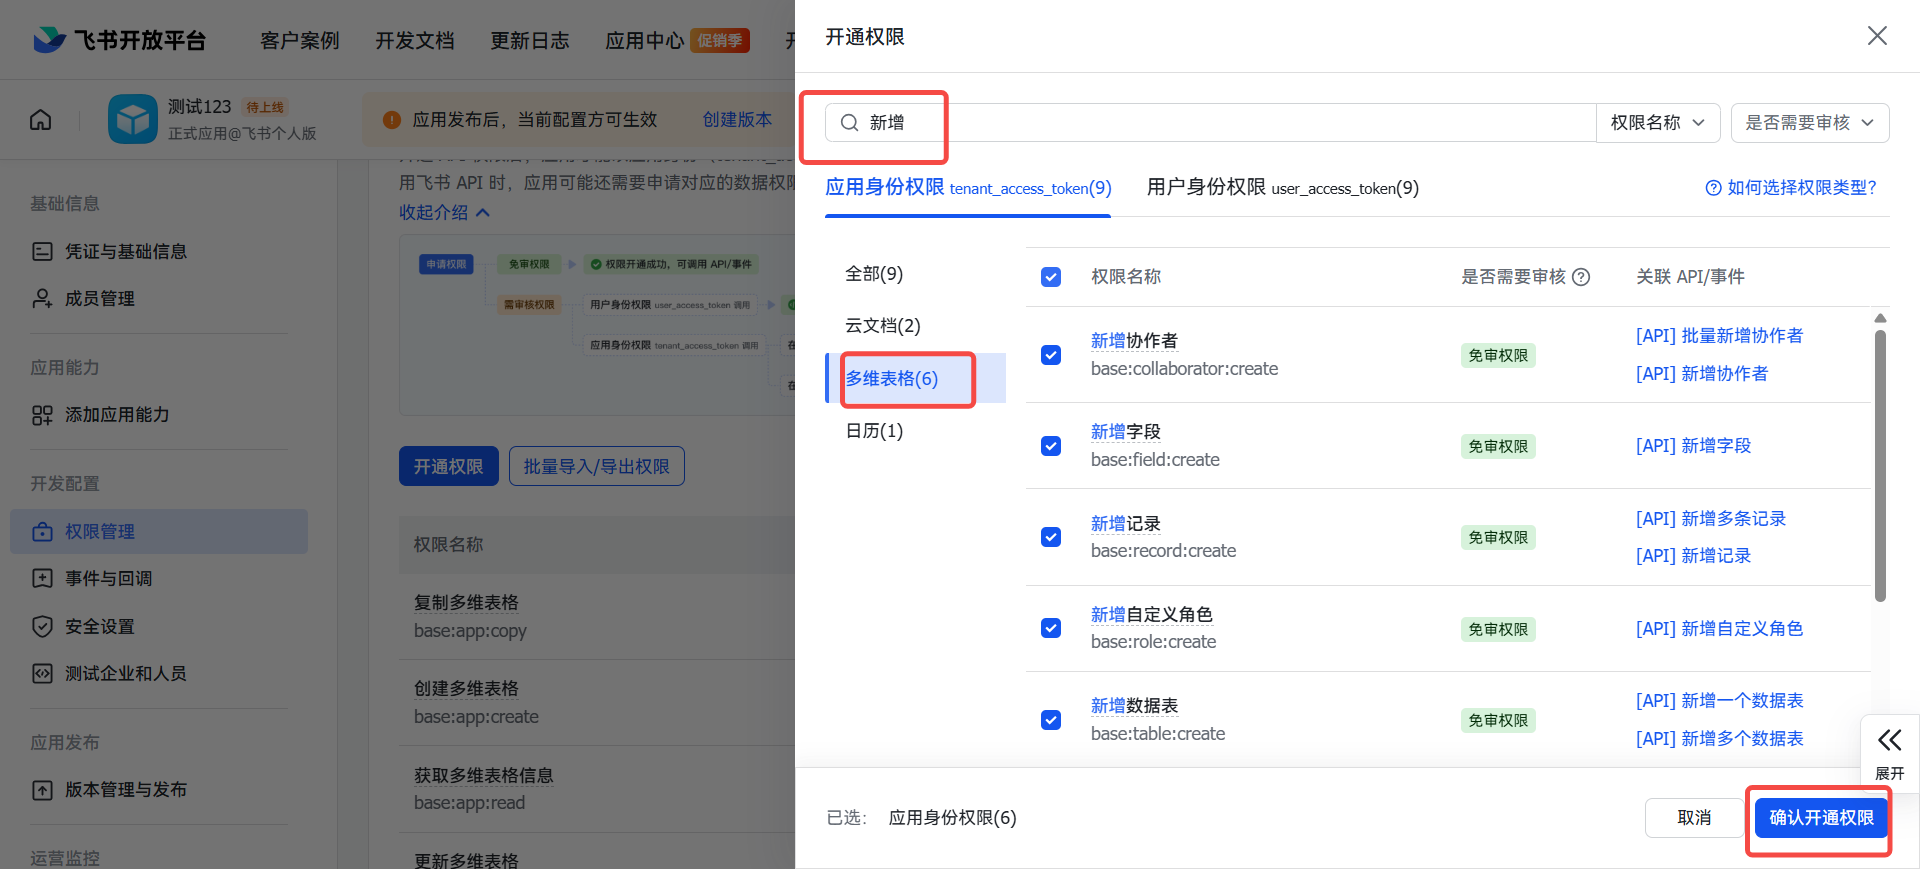 飞书开放平台
客户案例
开发文档
更新日志
应用中心
促销季
测试123
待上线
正式应用@飞书个人版
应用发布后，当前配置方可生效
创建版本
用飞书 API 时，应用可能还需要申请对应的数据权限
收起介绍
基础信息
凭证与基础信息
成员管理
应用能力
添加应用能力
开发配置
权限管理
事件与回调
安全设置
测试企业和人员
应用发布
版本管理与发布
运营监控
申请权限
免审权限
权限开通成功，可调用 API/事件
需审核权限
用户身份权限 user_access_token 调用
应用身份权限 tenant_access_token 调用
在
在
开通权限
批量导入/导出权限
权限名称
复制多维表格
base:app:copy
创建多维表格
base:app:create
获取多维表格信息
base:app:read
更新多维表格
开通权限
新增
权限名称
是否需要审核
应用身份权限 tenant_access_token(9)
用户身份权限 user_access_token(9)
如何选择权限类型?
全部(9)
云文档(2)
多维表格(6)
日历(1)
权限名称
是否需要审核
关联 API/事件
新增协作者
base:collaborator:create
免审权限
[API] 批量新增协作者
[API] 新增协作者
新增字段
base:field:create
免审权限
[API] 新增字段
新增记录
base:record:create
免审权限
[API] 新增多条记录
[API] 新增记录
新增自定义角色
base:role:create
免审权限
[API] 新增自定义角色
新增数据表
base:table:create
免审权限
[API] 新增一个数据表
[API] 新增多个数据表
展开
已选：
应用身份权限(6)
取消
确认开通权限